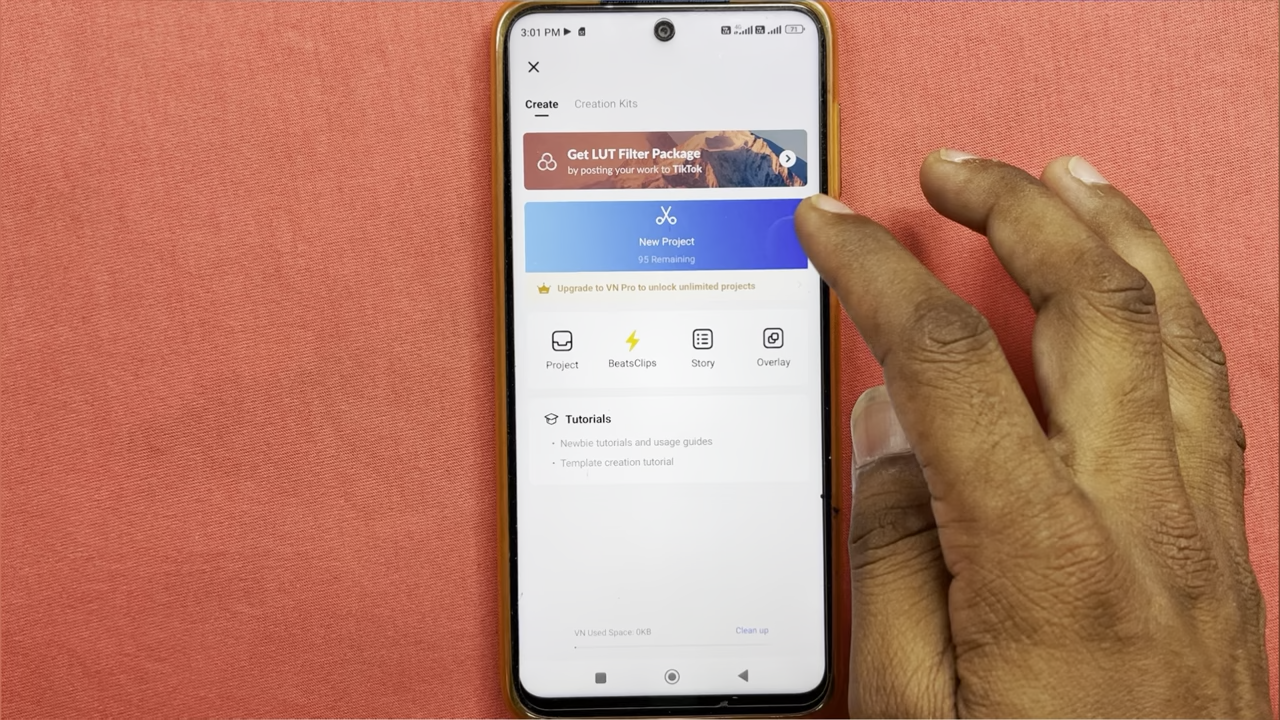 3:01 PM
71
Create Creation Kits
Get LUT Filter Package
by posting your work to TikTok
New Project
95 Remaining
Upgrade to VN Pro to unlock unlimited projects
Project BeatsClips Story Overlay
Tutorials
• Newbie tutorials and usage guides
• Template creation tutorial
VN Used Space: 0KB Clean up